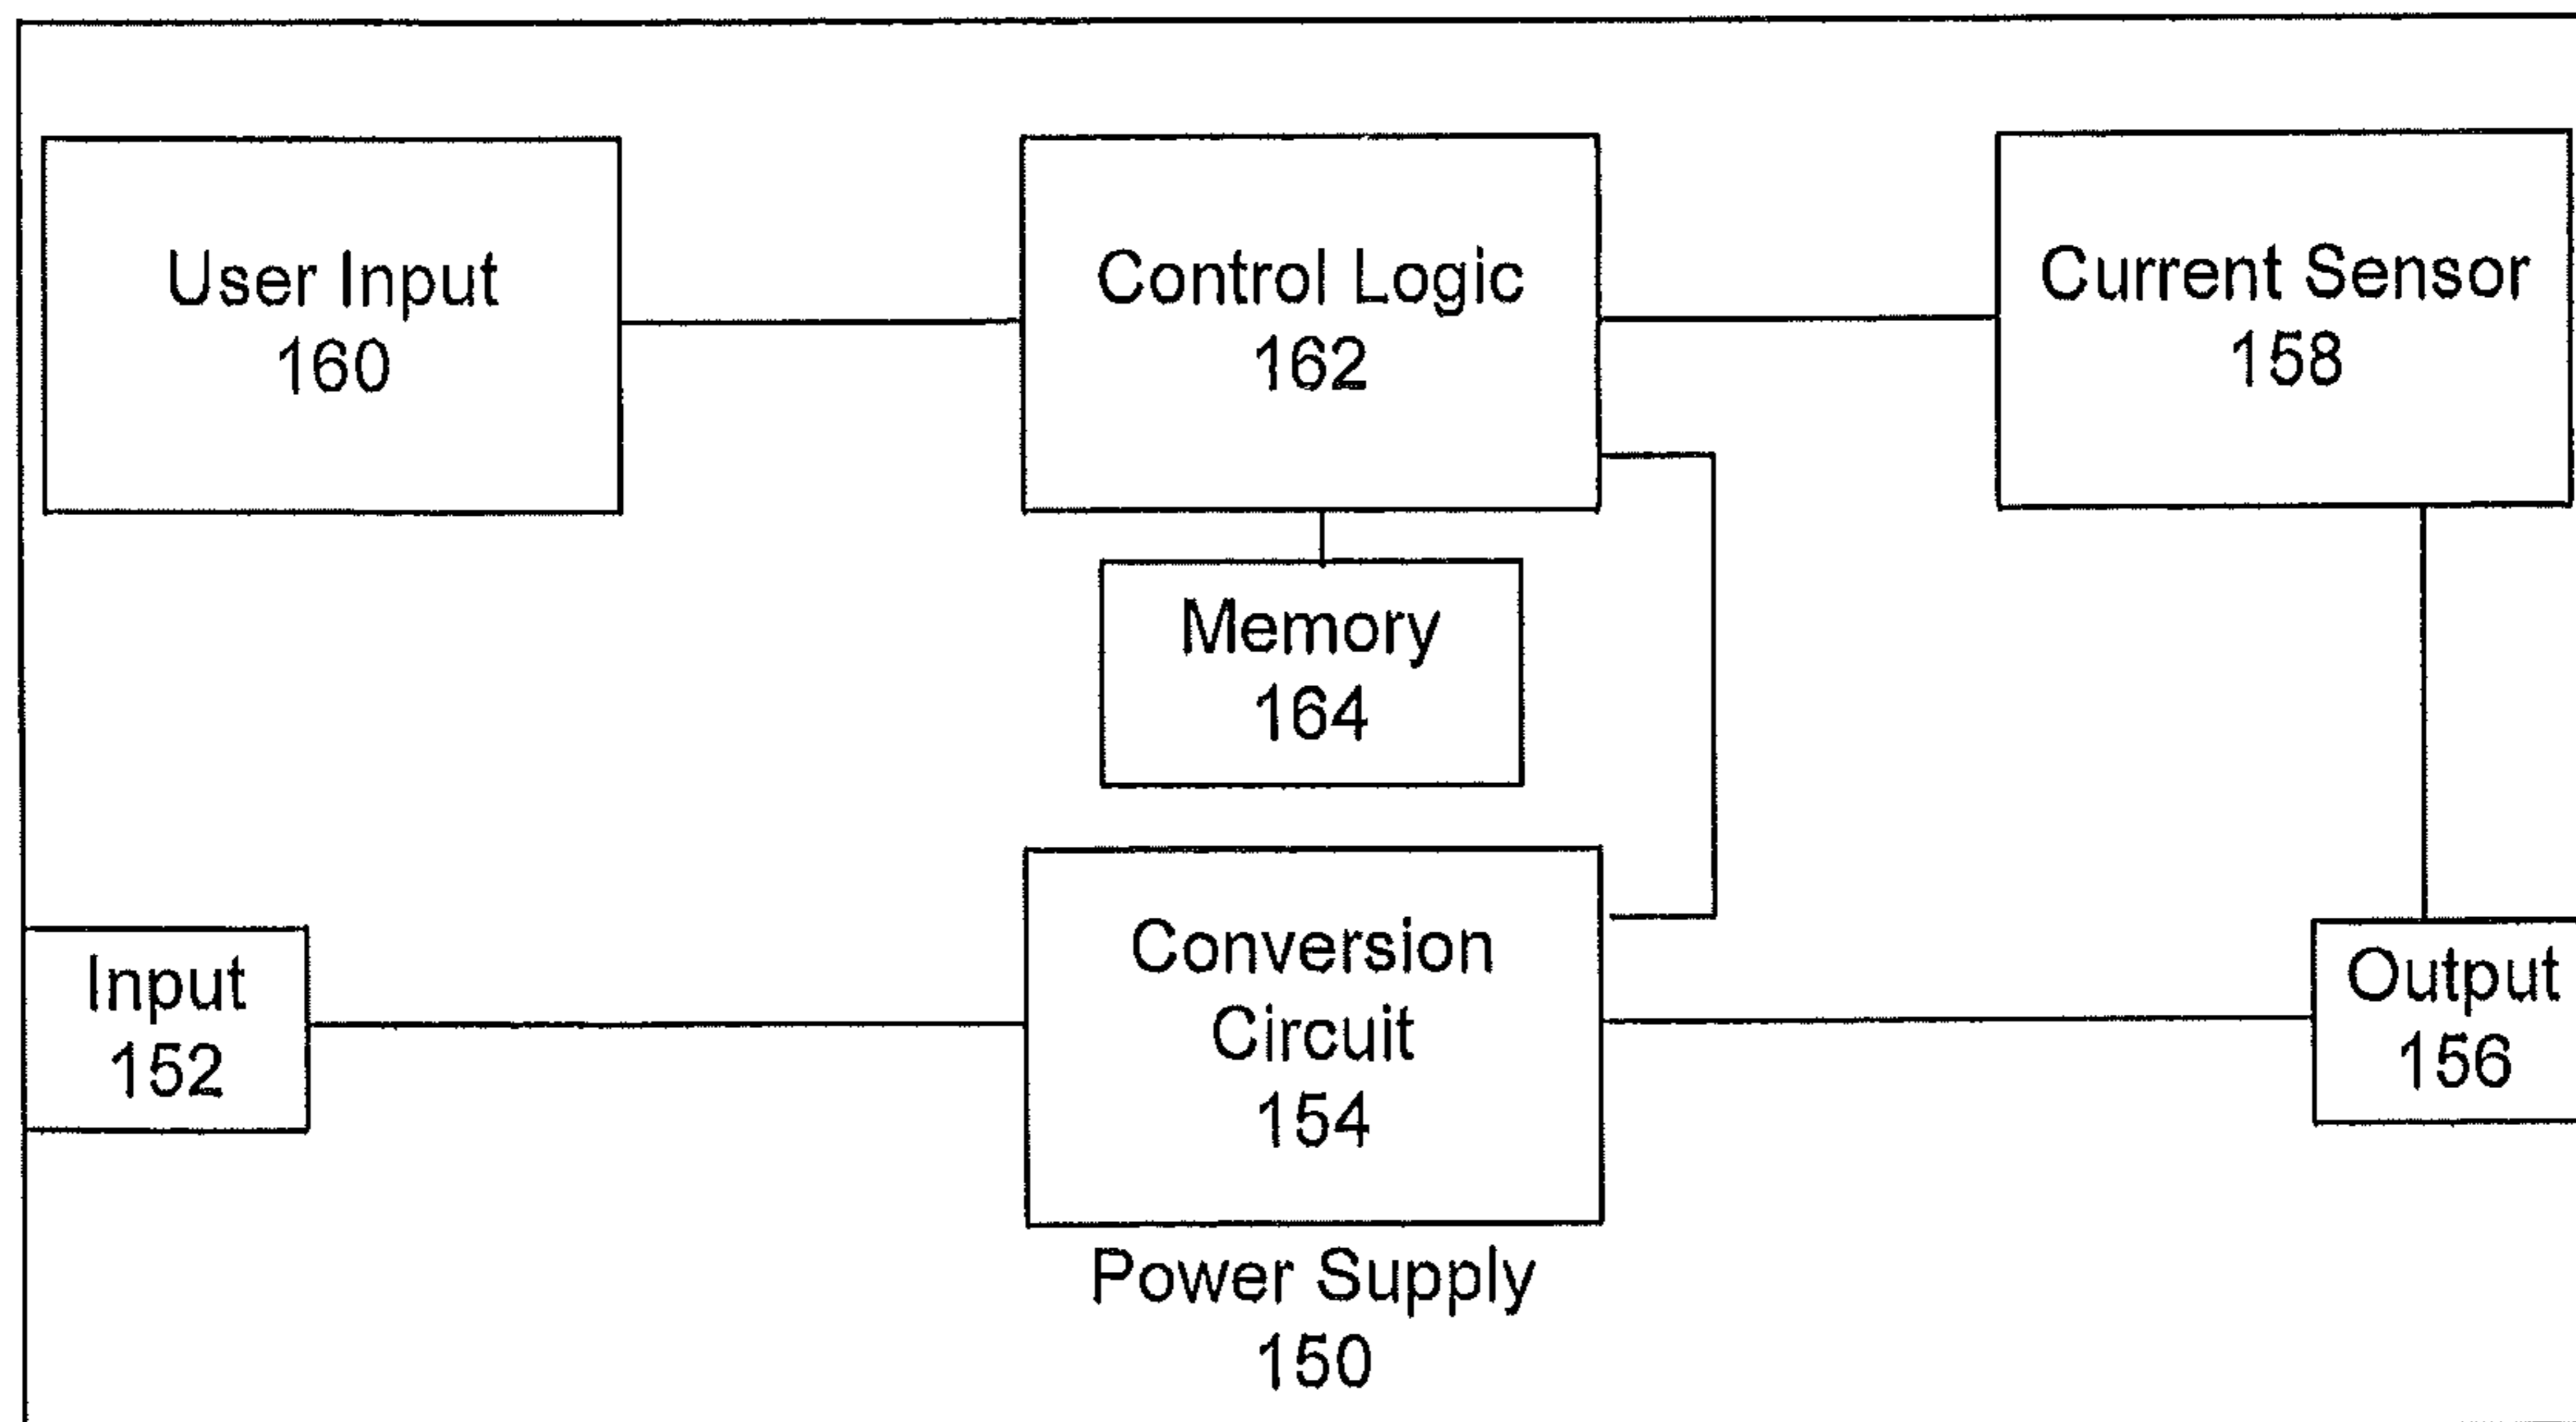 User Input
160
Control Logic
162
Current Sensor
158
Memory
164
Input
152
Conversion
Circuit
154
Output
156
Power Supply
150